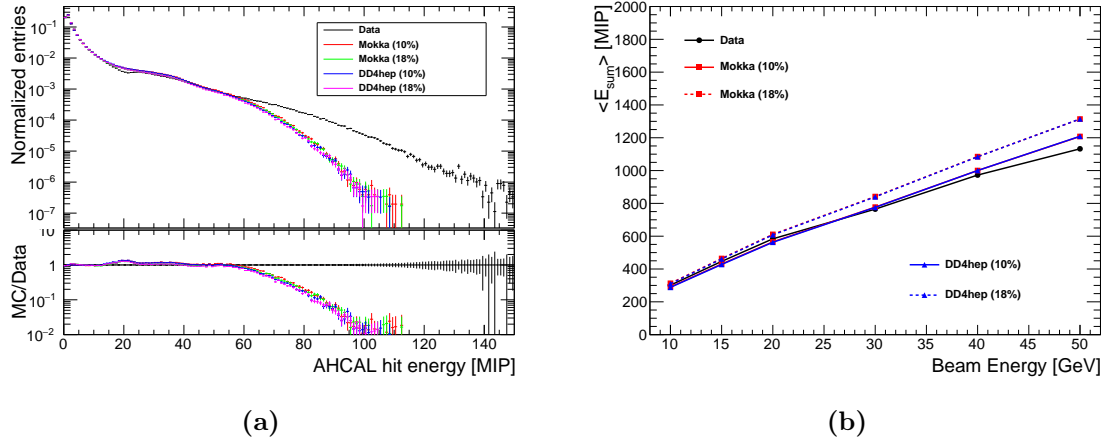 Normalized entries
10⁻¹
10⁻²
10⁻³
10⁻⁴
10⁻⁵
10⁻⁶
10⁻⁷
Data
Mokka (10%)
Mokka (18%)
DD4hep (10%)
DD4hep (18%)
MC/Data
10
1
10⁻¹
10⁻²
0 20 40 60 80 100 120 140
AHCAL hit energy [MIP]
(a)
<E_sum> [MIP]
2000
1800
1600
1400
1200
1000
800
600
400
200
0
Data
Mokka (10%)
Mokka (18%)
DD4hep (10%)
DD4hep (18%)
10 15 20 25 30 35 40 45 50
Beam Energy [GeV]
(b)